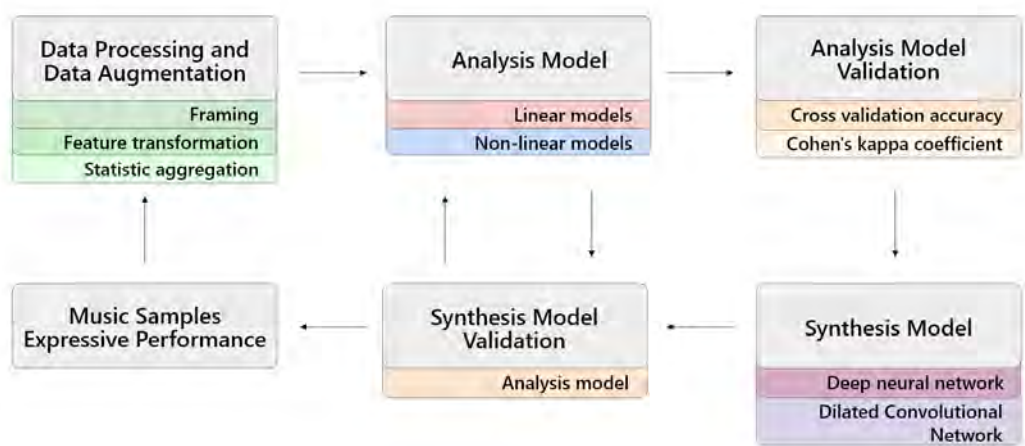 Data Processing and
Data Augmentation
Framing
Feature transformation
Statistic aggregation
Analysis Model
Linear models
Non-linear models
Analysis Model
Validation
Cross validation accuracy
Cohen's kappa coefficient
Music Samples
Expressive Performance
Synthesis Model
Validation
Analysis model
Synthesis Model
Deep neural network
Dilated Convolutional
Network